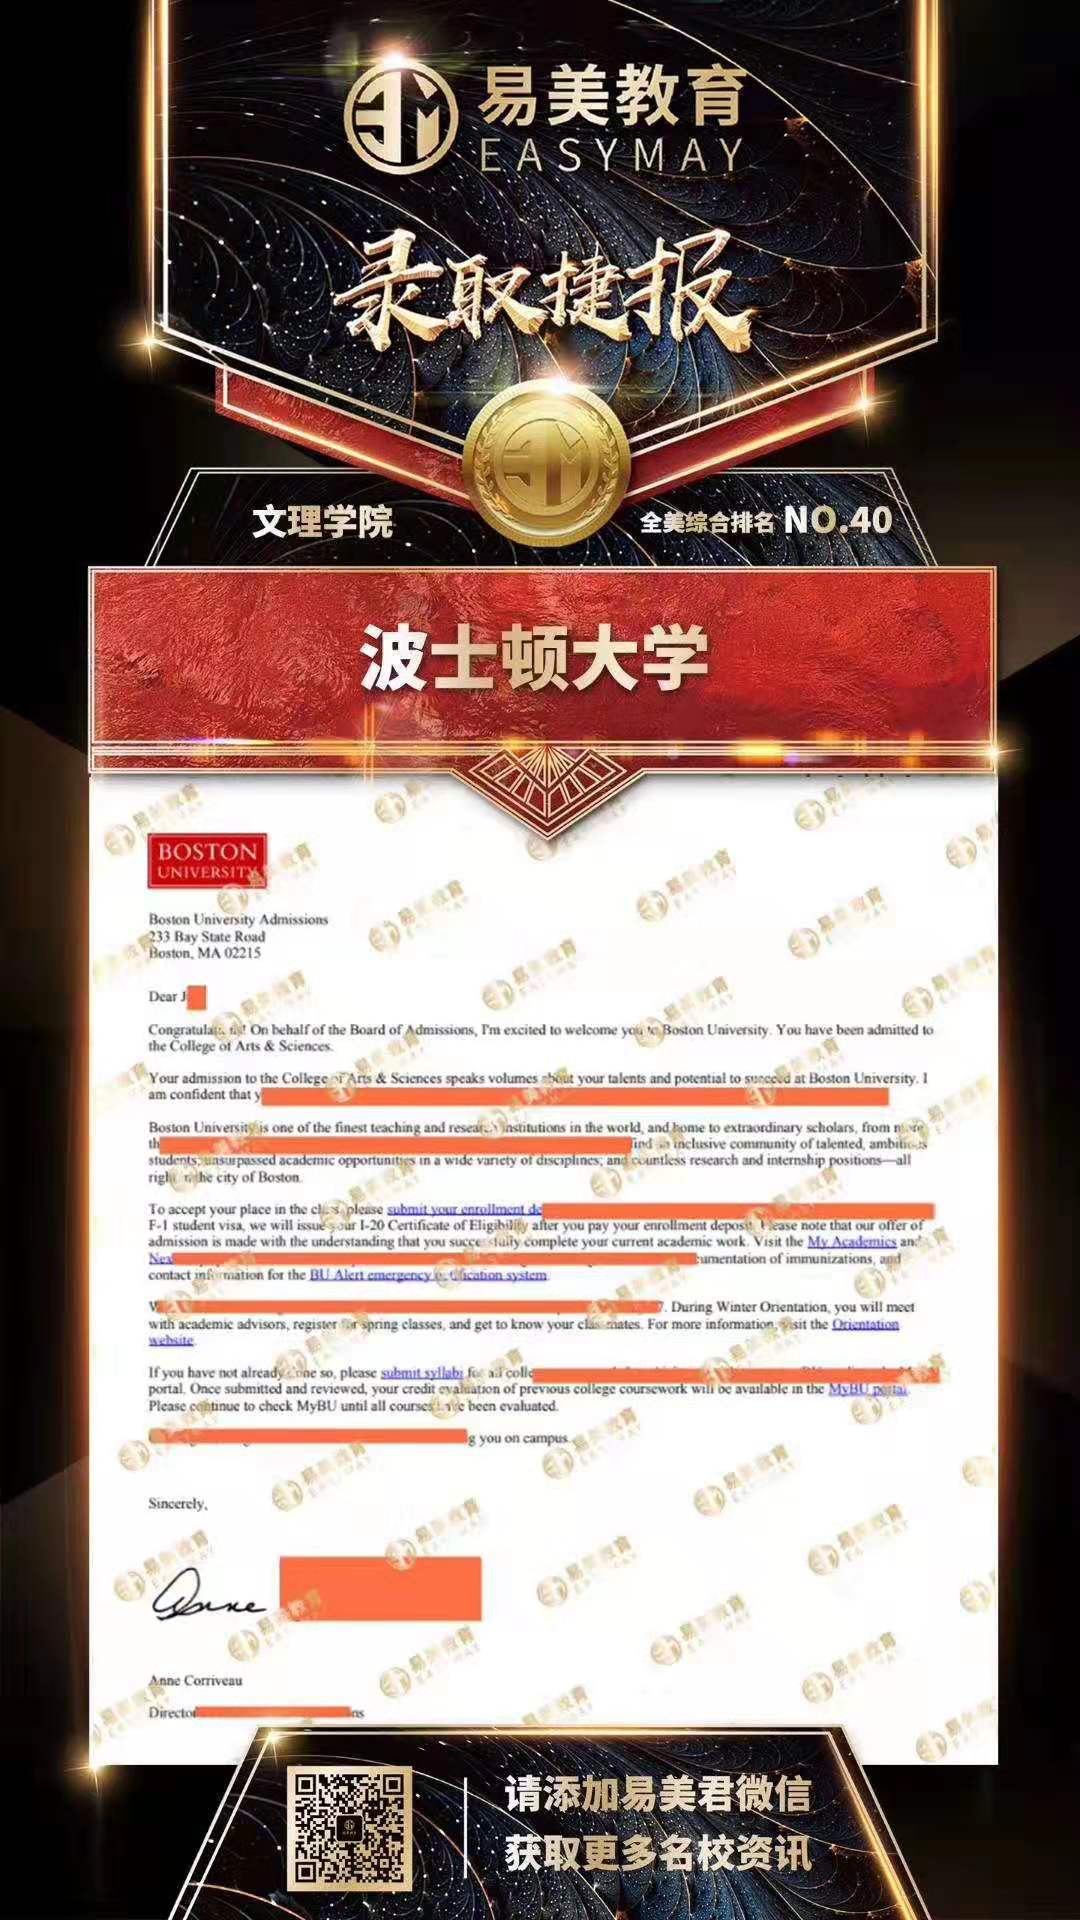 易美教育
EASYMAY
录取捷报
文理学院
全美综合排名 NO.40
波士顿大学
BOSTON
UNIVERSITY
Boston University Admissions
233 Bay State Road
Boston, MA 02215
Dear J
Congratulations! On behalf of the Board of Admissions, I'm excited to welcome you to Boston University. You have been admitted to
the College of Arts & Sciences.
Your admission to the College of Arts & Sciences speaks volumes about your talents and potential to succeed at Boston University. I
am confident that y
Boston University is one of the finest teaching and research institutions in the world, and home to extraordinary scholars, from more
th find an inclusive community of talented, ambitious
students, unsurpassed academic opportunities in a wide variety of disciplines, and countless research and internship positions—all
right in the city of Boston.
To accept your place in the class, please submit your enrollment de
F-1 student visa, we will issue your I-20 Certificate of Eligibility after you pay your enrollment deposit. Please note that our offer of
admission is made with the understanding that you successfully complete your current academic work. Visit the My Academics and
Nex cumentation of immunizations, and
contact information for the BU Alert emergency notification system.
W 7. During Winter Orientation, you will meet
with academic advisors, register for spring classes, and get to know your classmates. For more information, visit the Orientation
website.
If you have not already done so, please submit syllabi for all colle
portal. Once submitted and reviewed, your credit evaluation of previous college coursework will be available in the MyBU portal.
Please continue to check MyBU until all courses have been evaluated.
g you on campus.
Sincerely,
Anne
Anne Corriveau
Director ns
请添加易美君微信
获取更多名校资讯